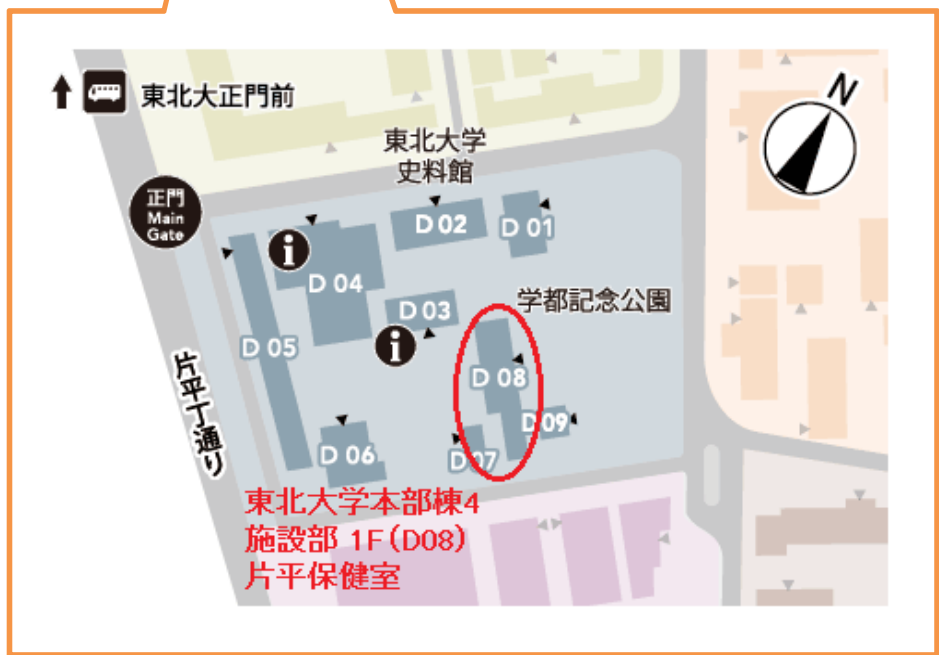 東北大正門前
N
東北大学
史料館
正門
Main
Gate
D 02
D 01
i
D 04
学都記念公園
D 03
i
D 05
D 08
片平丁通り
D 09
D 06
D 07
東北大学本部棟4
施設部 1F(D08)
片平保健室